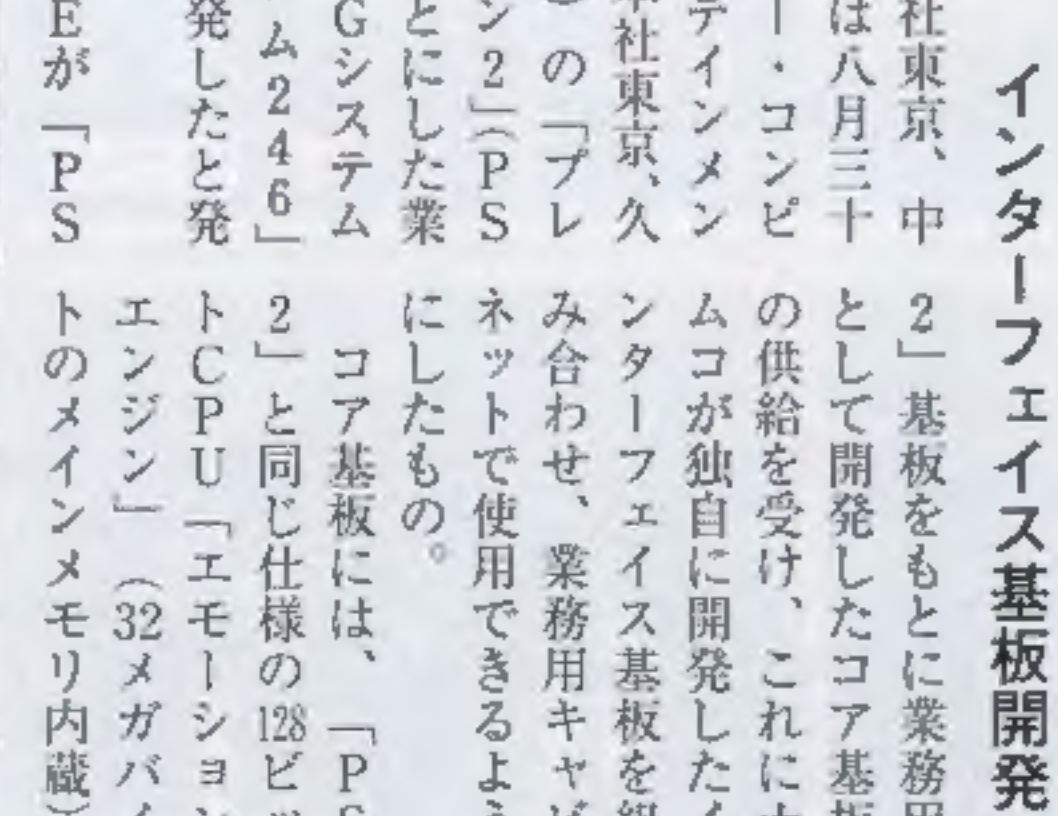 インターフェイス基板開発
社東京、中
は八月三十
ー・コンピ
テインメン
本社東京、久
の「プレ
ン2」(PS
とにした業
Gシステム
ム246」
発したと発
Eが「PS
2」基板をもとに業務用
として開発したコア基板
の供給を受け、これに
ムコが独自に開発したイ
ンターフェイス基板を組
み合わせ、業務用キャビ
ネットで使用できるよう
にしたもの。
コア基板には、「PS
2」と同じ仕様の128ビッ
トCPU「エモーション
エンジン」(32メガバイ
トのメインメモリ内蔵)